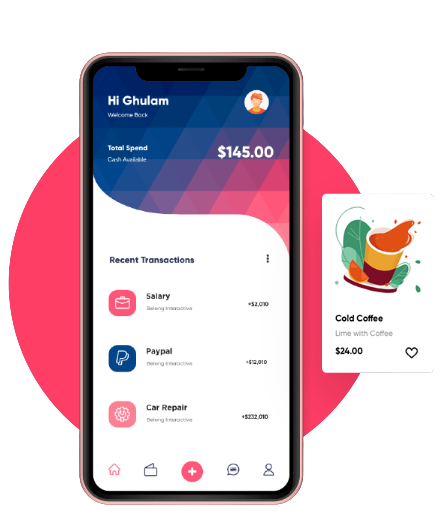 Hi Ghulam
Welcome Back
Total Spend
Cash Available
$145.00
Recent Transactions
Salary
Belong Interactive
+$2,010
Paypal
Belong Interactive
+$12,010
Car Repair
Belong Interactive
+$232,010
Cold Coffee
Lime with Coffee
$24.00